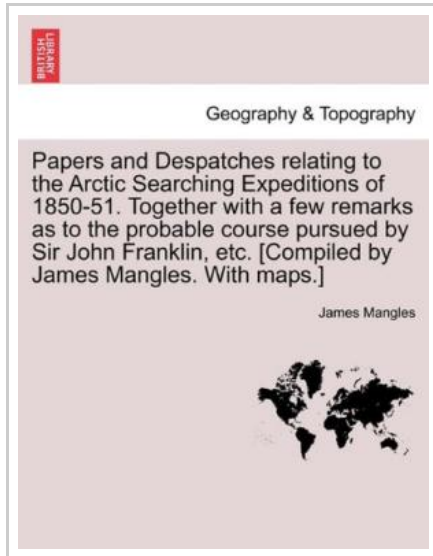 BRITISH
LIBRARY
Geography & Topography
Papers and Despatches relating to
the Arctic Searching Expeditions of
1850-51. Together with a few remarks
as to the probable course pursued by
Sir John Franklin, etc. [Compiled by
James Mangles. With maps.]
James Mangles